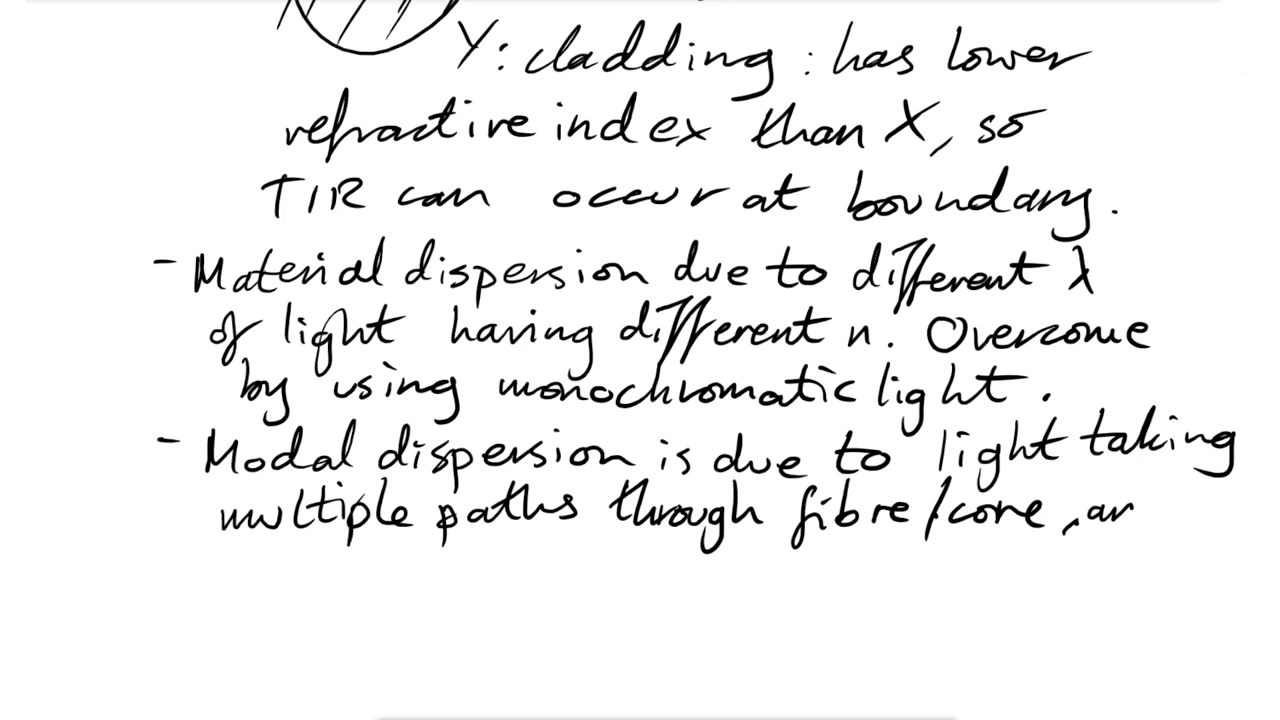 Y: cladding : has lower
refractive index than X, so
TIR can occur at boundary.
- Material dispersion due to different λ
of light having different n. Overcome
by using monochromatic light.
- Modal dispersion is due to light taking
multiple paths through fibre/core, an